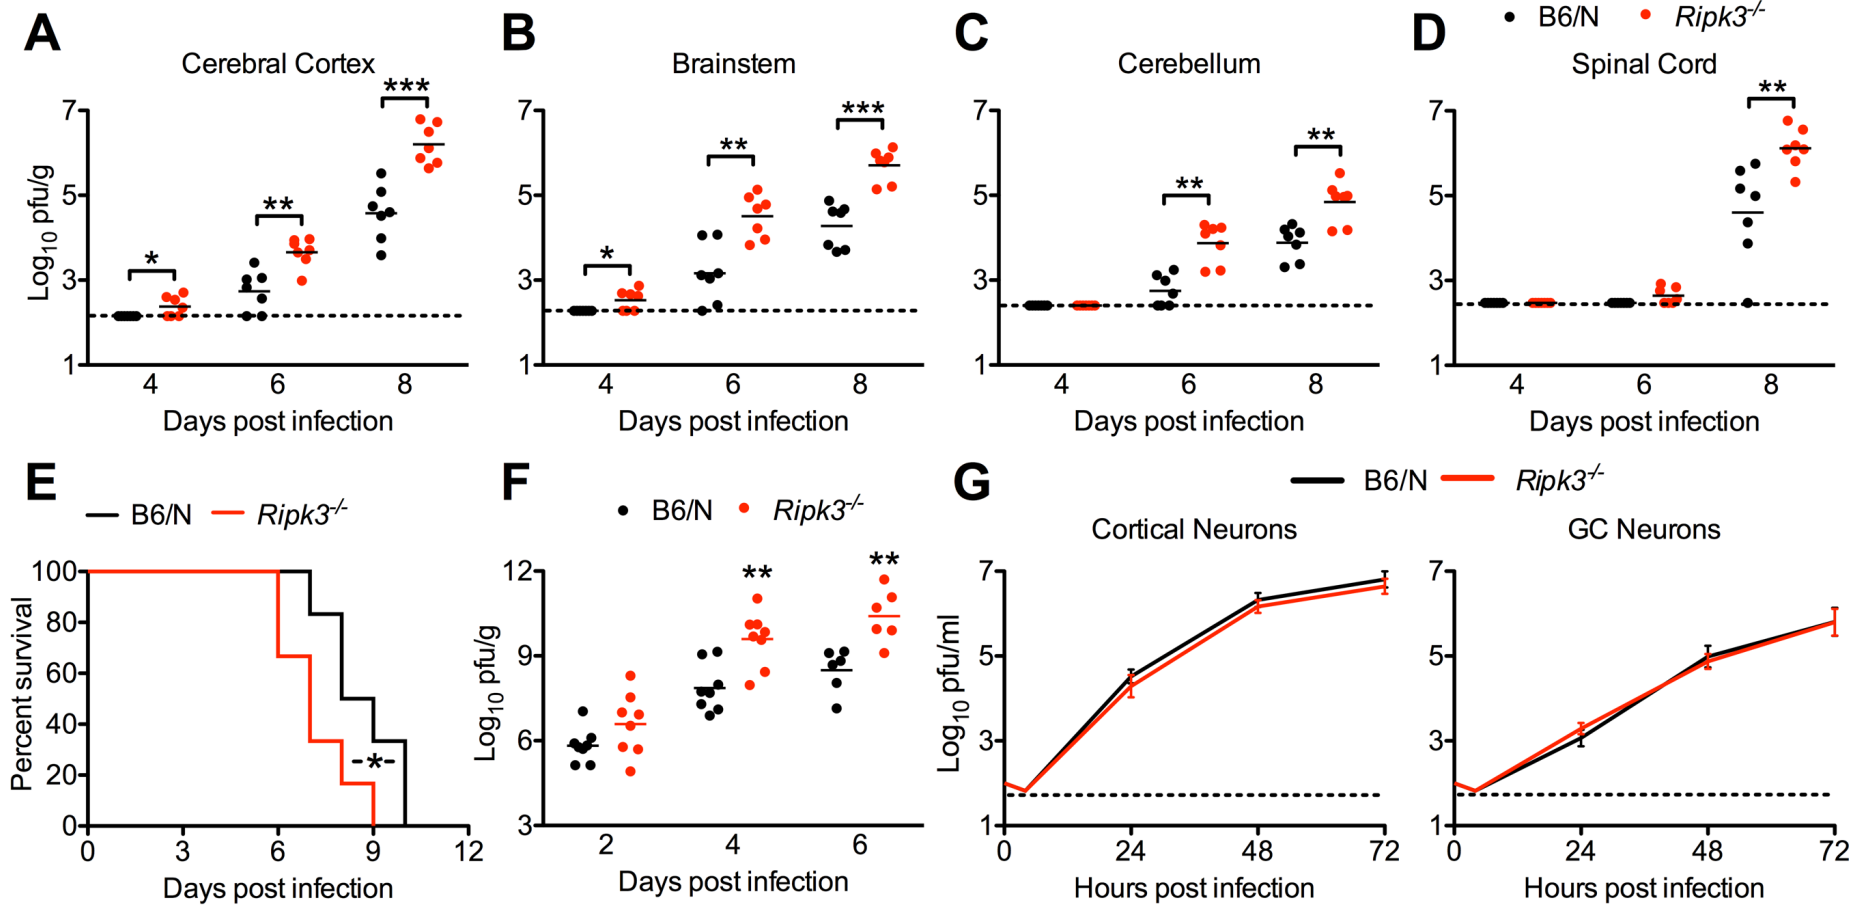 A
B
C
D
B6/N
Ripk3-/-
Cerebral Cortex
Brainstem
Cerebellum
Spinal Cord
Log10 pfu/g
7
5
3
1
*
**
***
4
6
8
Days post infection
7
5
3
1
*
**
***
4
6
8
Days post infection
7
5
3
1
**
**
4
6
8
Days post infection
7
5
3
1
**
4
6
8
Days post infection
E
B6/N
Ripk3-/-
Percent survival
100
80
60
40
20
0
-*-
0
3
6
9
12
Days post infection
F
B6/N
Ripk3-/-
Log10 pfu/g
12
9
6
3
**
**
2
4
6
Days post infection
G
B6/N
Ripk3-/-
Cortical Neurons
GC Neurons
Log10 pfu/ml
7
5
3
1
0
24
48
72
Hours post infection
7
5
3
1
0
24
48
72
Hours post infection